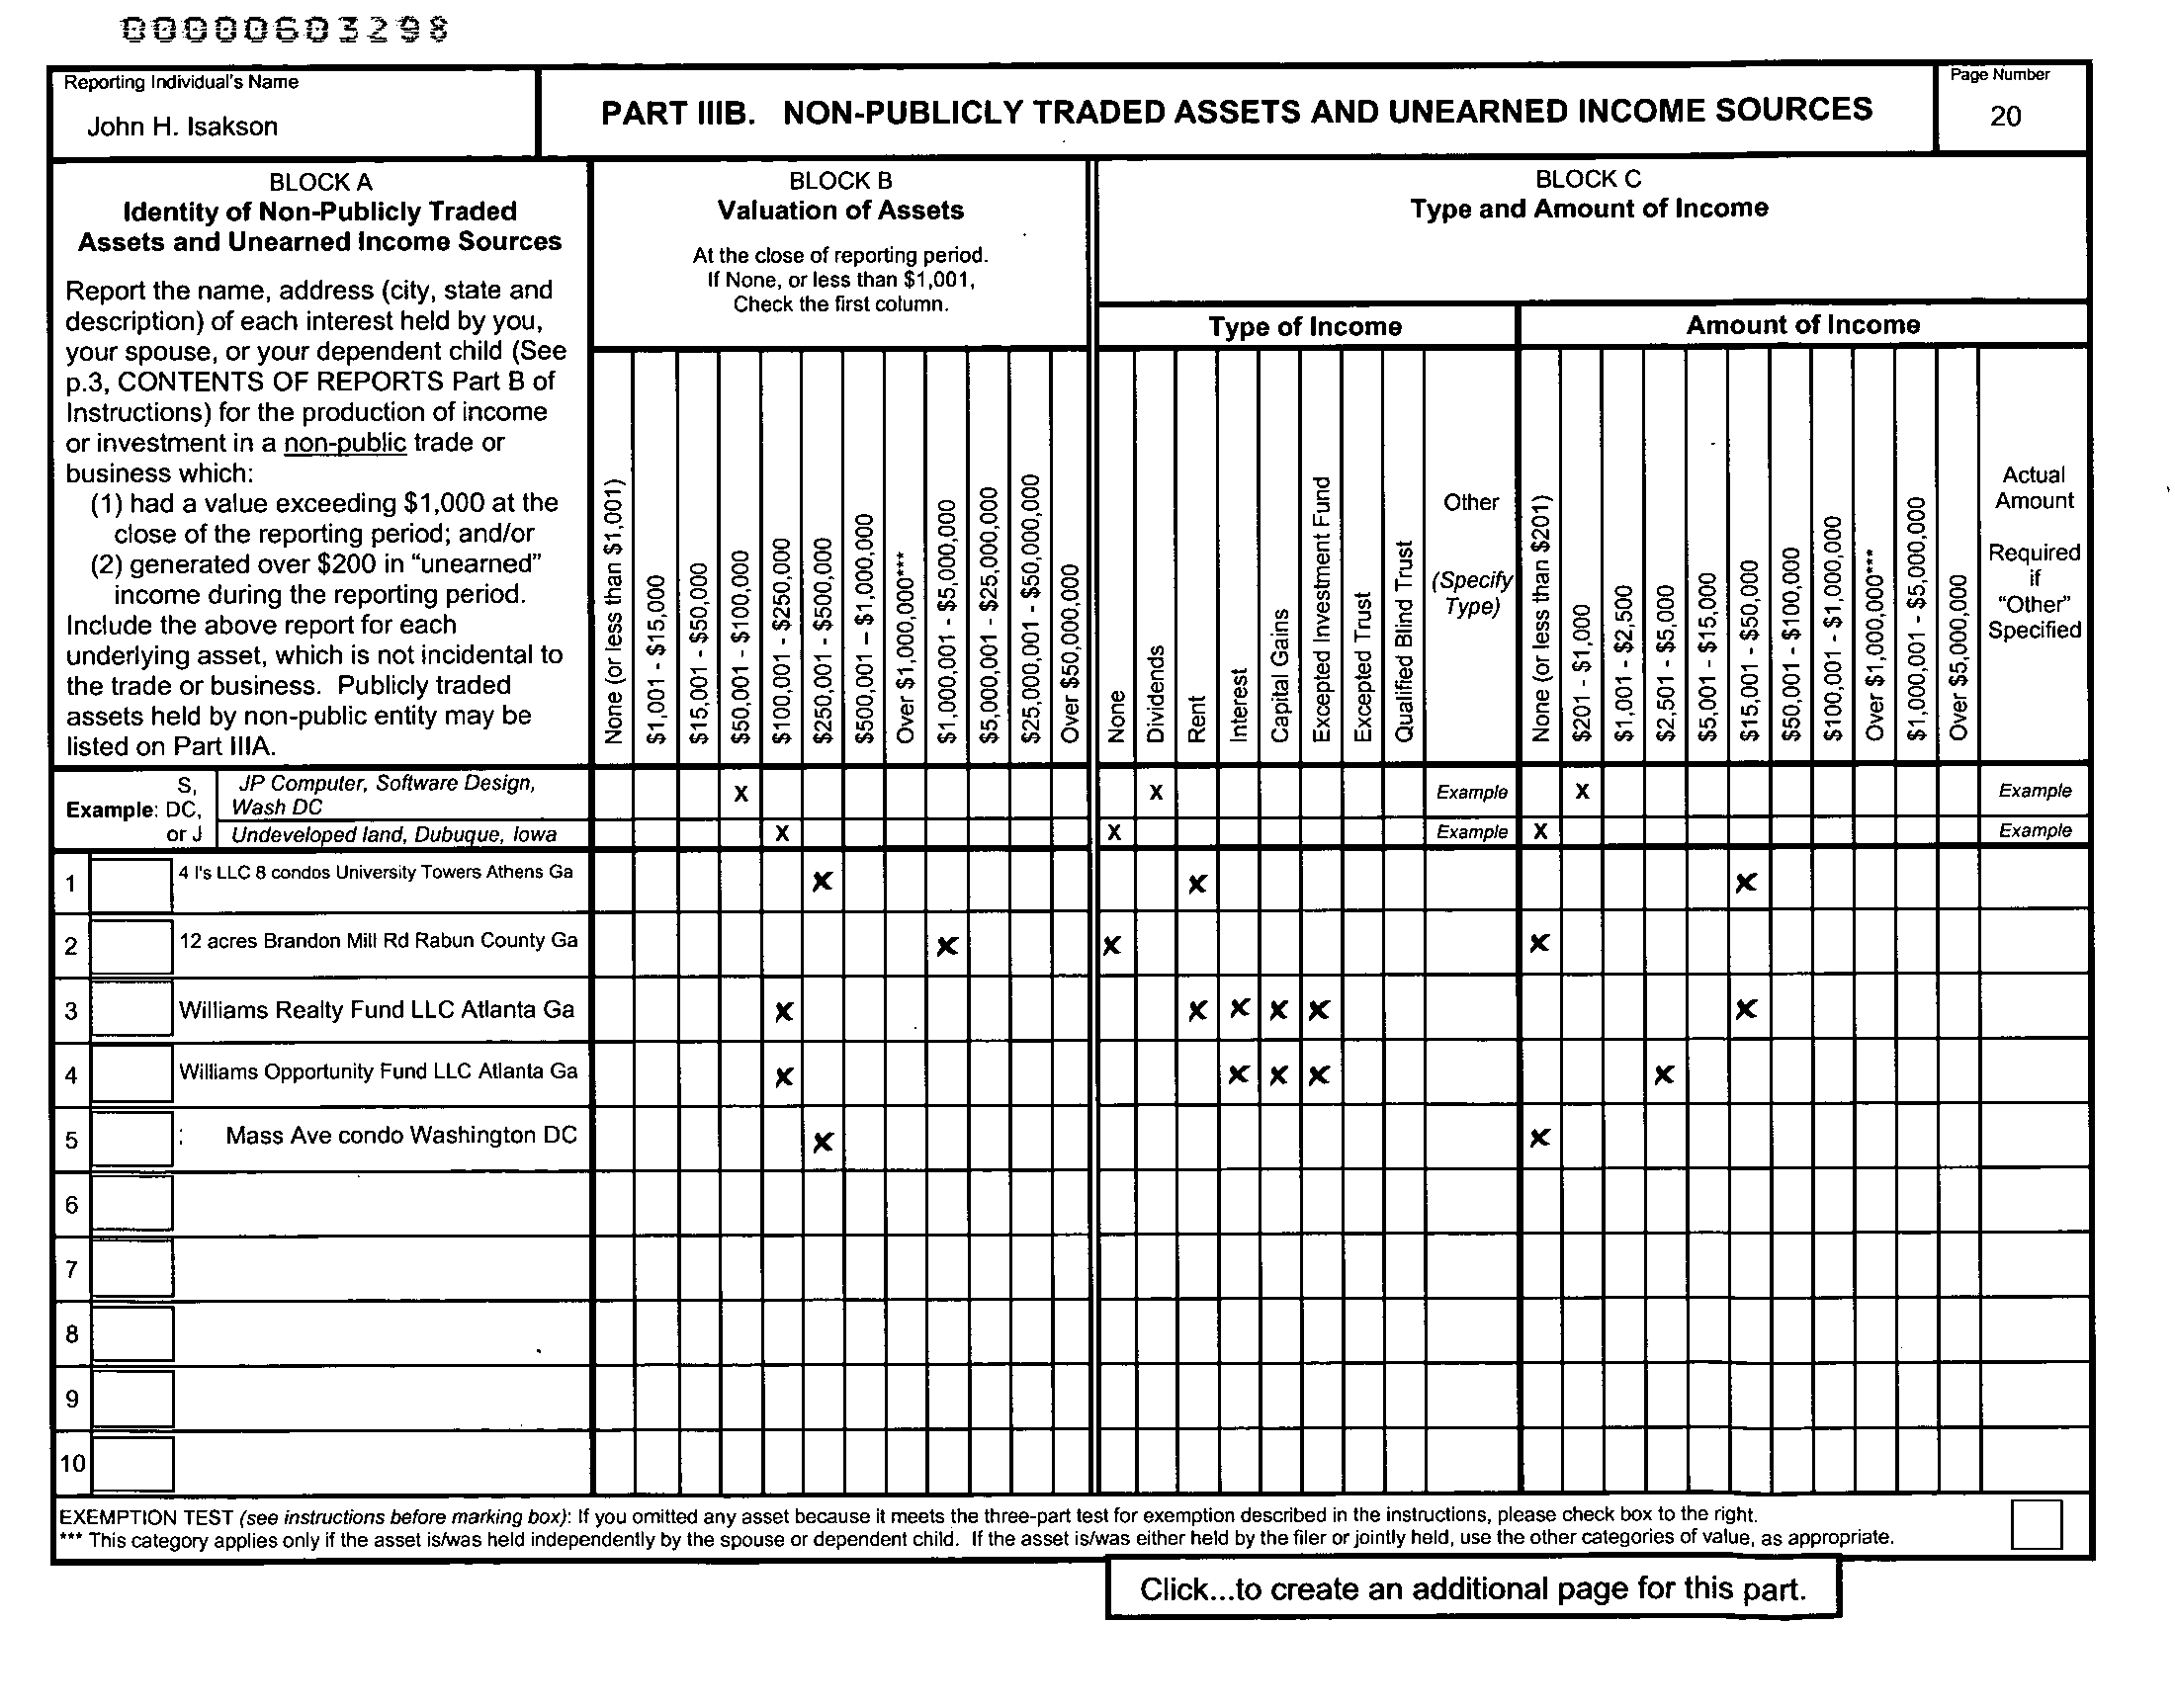 00000603298
Reporting Individual's Name
John H. Isakson
PART IIIB. NON-PUBLICLY TRADED ASSETS AND UNEARNED INCOME SOURCES
Page Number
20
BLOCK A
Identity of Non-Publicly Traded
Assets and Unearned Income Sources
Report the name, address (city, state and
description) of each interest held by you,
your spouse, or your dependent child (See
p.3, CONTENTS OF REPORTS Part B of
Instructions) for the production of income
or investment in a non-public trade or
business which:
(1) had a value exceeding $1,000 at the
close of the reporting period; and/or
(2) generated over $200 in "unearned"
income during the reporting period.
Include the above report for each
underlying asset, which is not incidental to
the trade or business. Publicly traded
assets held by non-public entity may be
listed on Part IIIA.
BLOCK B
Valuation of Assets
At the close of reporting period.
If None, or less than $1,001,
Check the first column.
None (or less than $1,001)
$1,001 - $15,000
$15,001 - $50,000
$50,001 - $100,000
$100,001 - $250,000
$250,001 - $500,000
$500,001 – $1,000,000
Over $1,000,000***
$1,000,001 - $5,000,000
$5,000,001 - $25,000,000
$25,000,001 - $50,000,000
Over $50,000,000
BLOCK C
Type and Amount of Income
Type of Income
None
Dividends
Rent
Interest
Capital Gains
Excepted Investment Fund
Excepted Trust
Qualified Blind Trust
Other
(Specify
Type)
Amount of Income
None (or less than $201)
$201 - $1,000
$1,001 - $2,500
$2,501 - $5,000
$5,001 - $15,000
$15,001 - $50,000
$50,001 - $100,000
$100,001 - $1,000,000
Over $1,000,000***
$1,000,001 - $5,000,000
Over $5,000,000
Actual
Amount
Required
if
"Other"
Specified
Example: S, DC, or J
JP Computer, Software Design,
Wash DC X X Example X Example
Undeveloped land, Dubuque, Iowa X X Example X Example
1 4 I's LLC 8 condos University Towers Athens Ga X X X
2 12 acres Brandon Mill Rd Rabun County Ga X X X
3 Williams Realty Fund LLC Atlanta Ga X X X X X X
4 Williams Opportunity Fund LLC Atlanta Ga X X X X X
5 : Mass Ave condo Washington DC X X
6
7
8
9
10
EXEMPTION TEST (see instructions before marking box): If you omitted any asset because it meets the three-part test for exemption described in the instructions, please check box to the right.
*** This category applies only if the asset is/was held independently by the spouse or dependent child. If the asset is/was either held by the filer or jointly held, use the other categories of value, as appropriate.
Click...to create an additional page for this part.